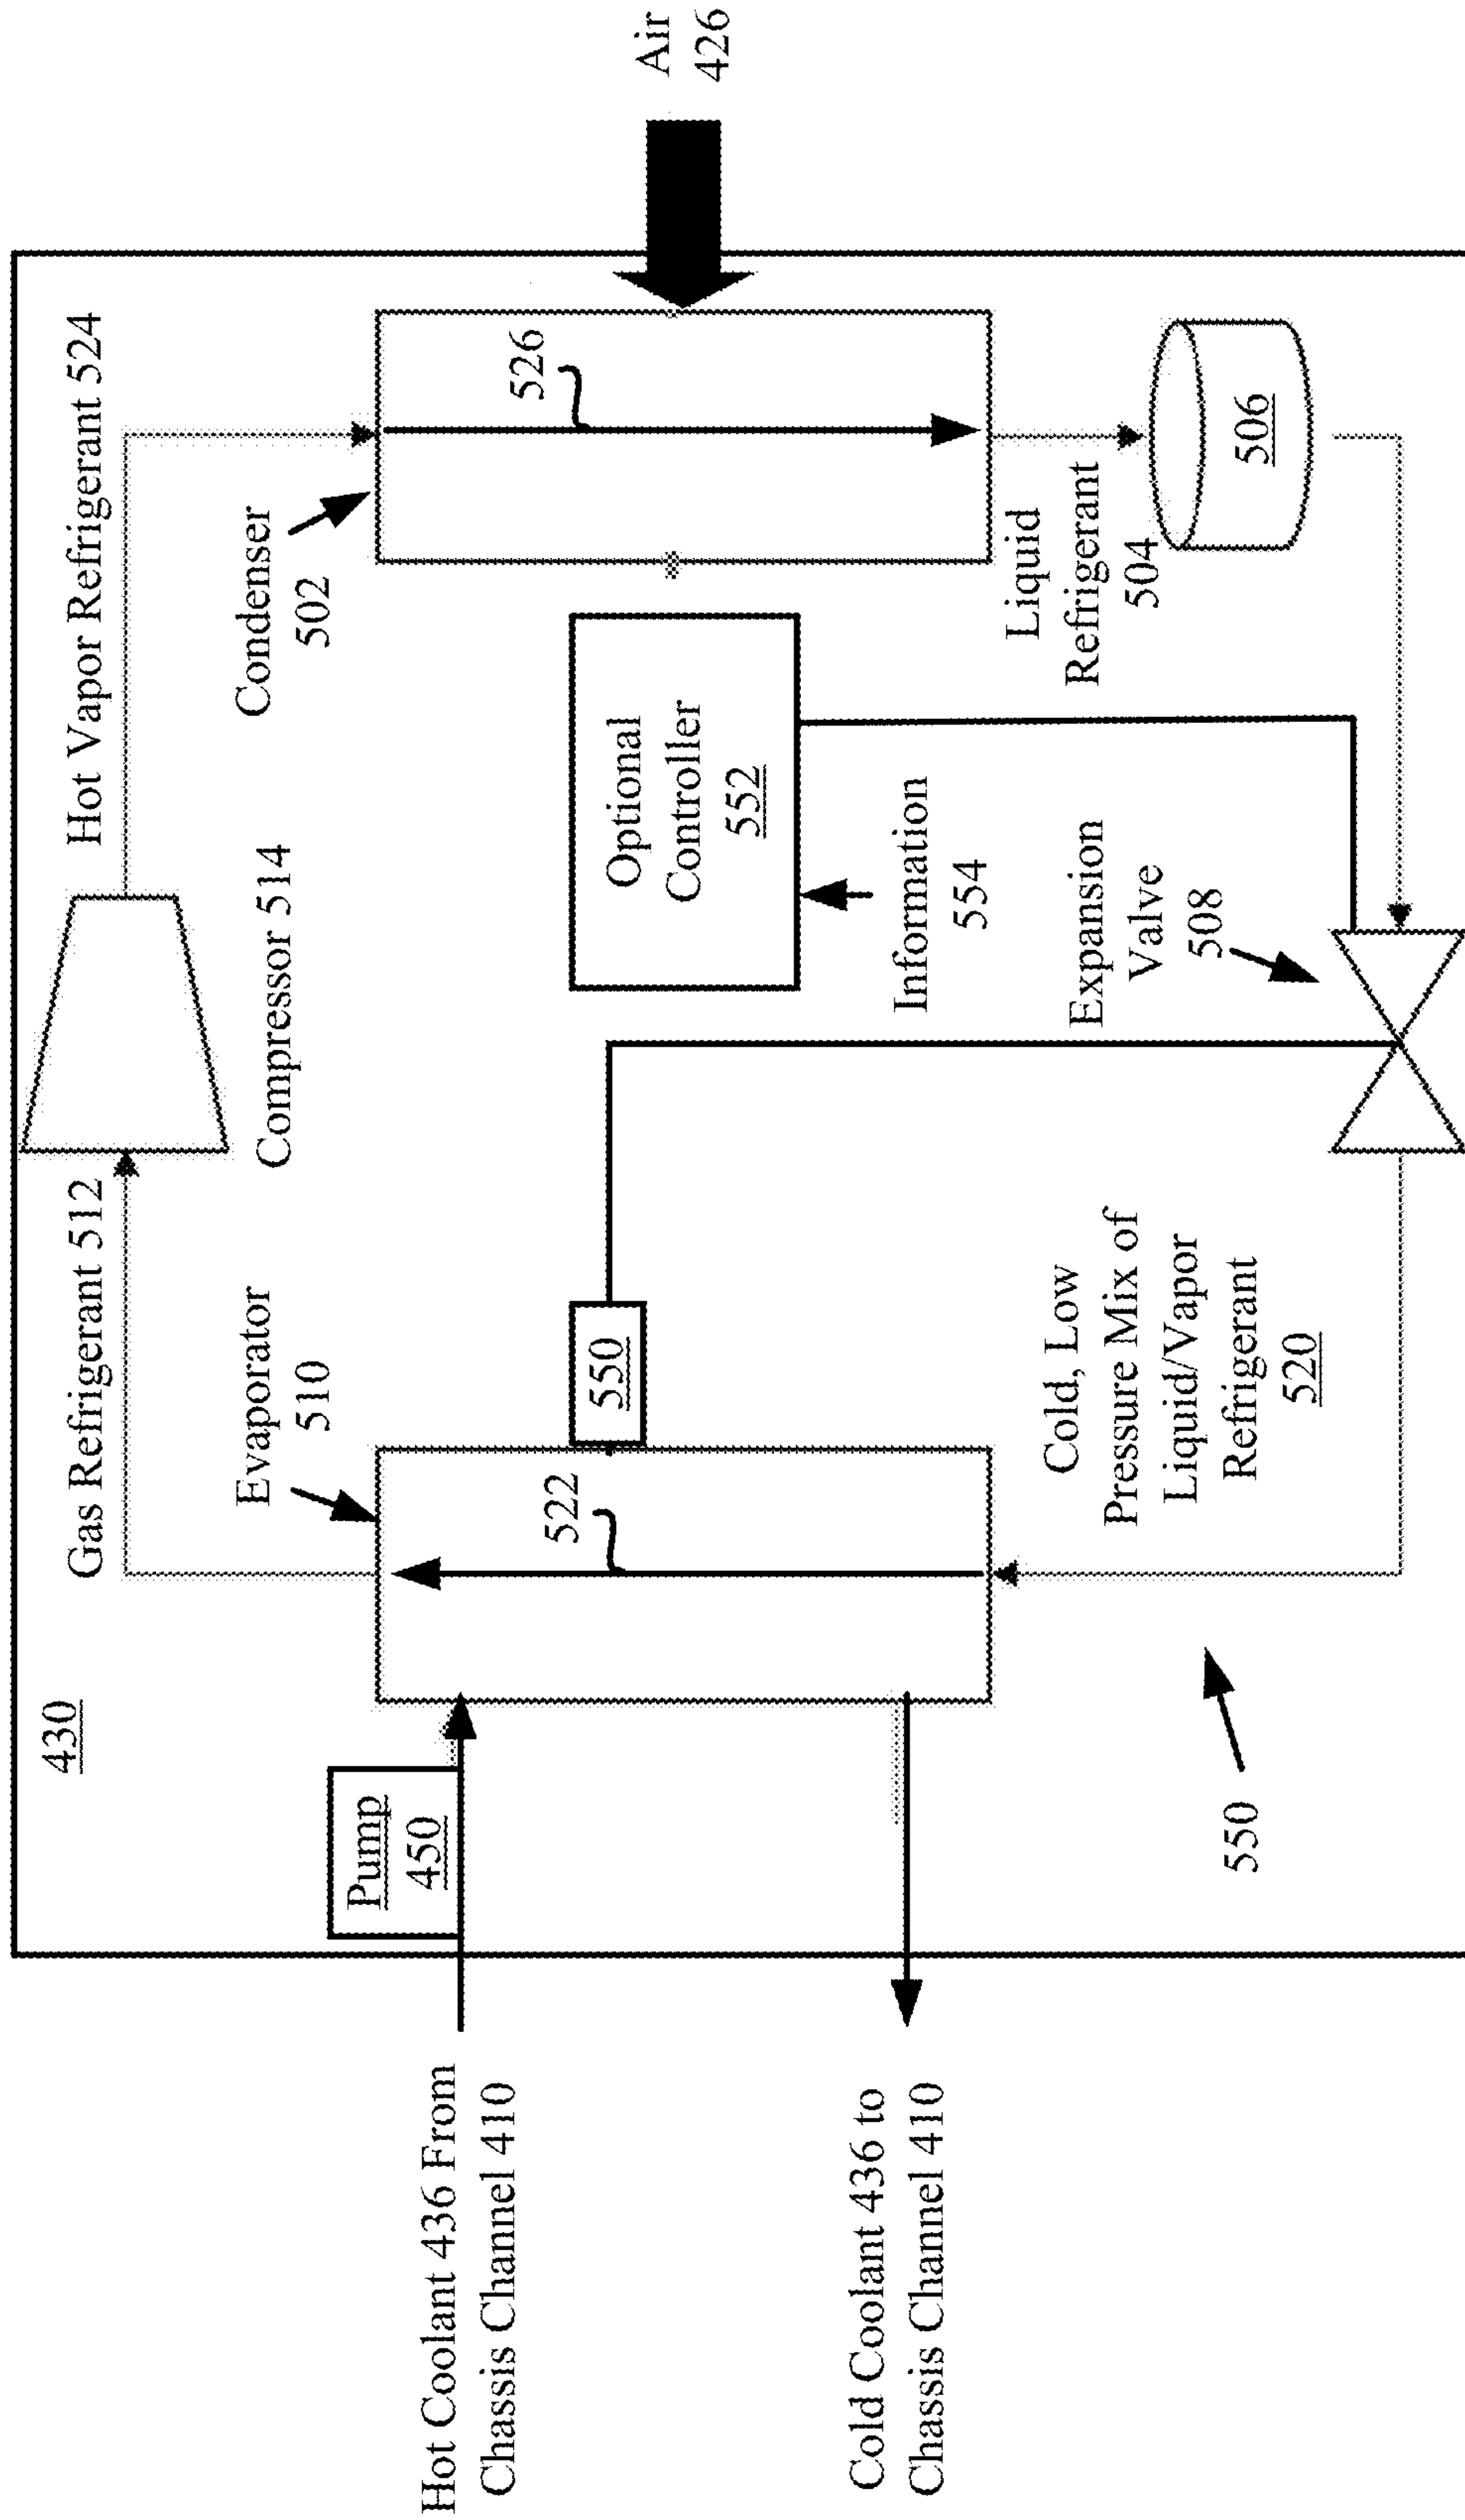 430
Gas Refrigerant 512
Hot Vapor Refrigerant 524
Compressor 514
Evaporator
510
Condenser
502
Pump
450
Hot Coolant 436 From
Chassis Channel 410
522
550
526
Optional
Controller
552
Air
426
Information
554
Cold Coolant 436 to
Chassis Channel 410
Cold, Low
Pressure Mix of
Liquid/Vapor
Refrigerant
520
Expansion
Valve
508
Liquid
Refrigerant
504
506
550